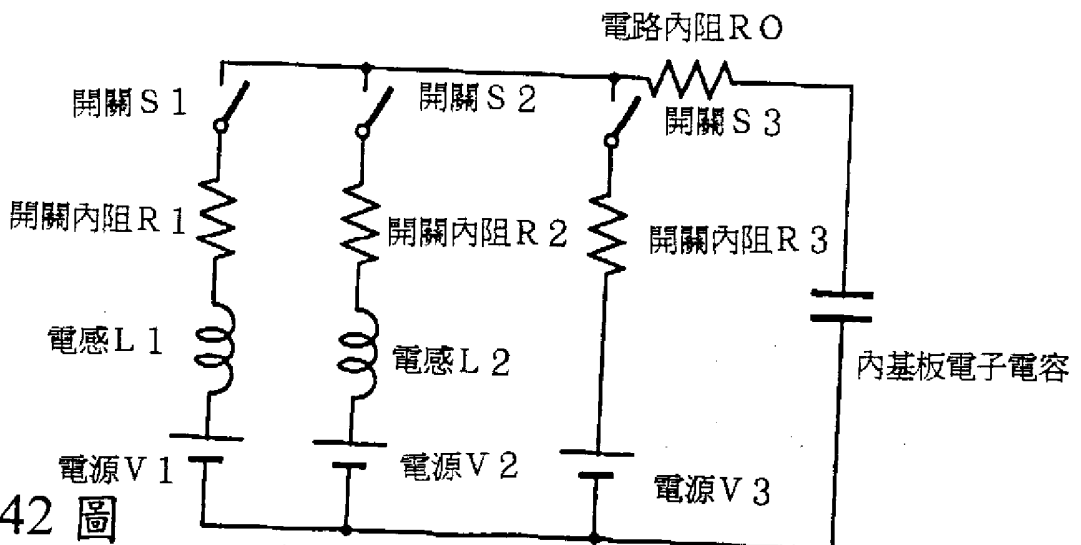 電路內阻RO
開關S1
開關S2
開關S3
開關內阻R1
開關內阻R2
開關內阻R3
電感L1
電感L2
內基板電子電容
電源V1
電源V2
電源V3
42 圖